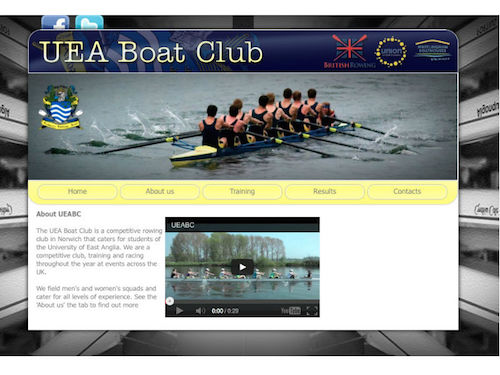 UEA Boat Club
BRITISH ROWING
union
Home
About us
Training
Results
Contacts
About UEABC
The UEA Boat Club is a competitive rowing
club in Norwich that caters for students of
the University of East Anglia. We are a
competitive club, training and racing
throughout the year at events across the
UK.
We field men's and women's squads and
cater for all levels of experience. See the
'About us' the tab to find out more
UEABC
0:00 / 0:29
YouTube